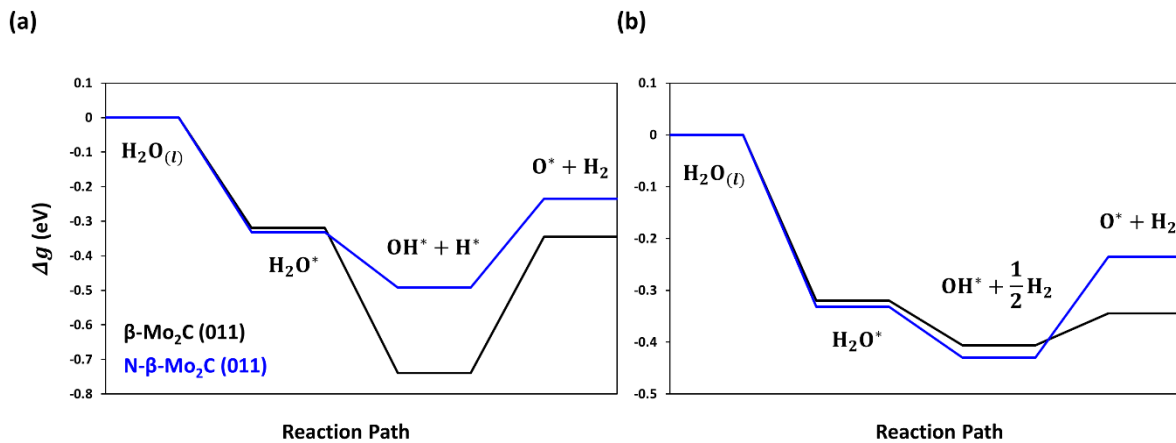 (a)
0.1
0
-0.1
-0.2
-0.3
-0.4
-0.5
-0.6
-0.7
-0.8
Δg (eV)
H₂O₍ₗ₎
H₂O*
OH* + H*
O* + H₂
β-Mo₂C (011)
N-β-Mo₂C (011)
Reaction Path
(b)
0.1
0
-0.1
-0.2
-0.3
-0.4
-0.5
H₂O₍ₗ₎
H₂O*
OH* + 1/2 H₂
O* + H₂
Reaction Path